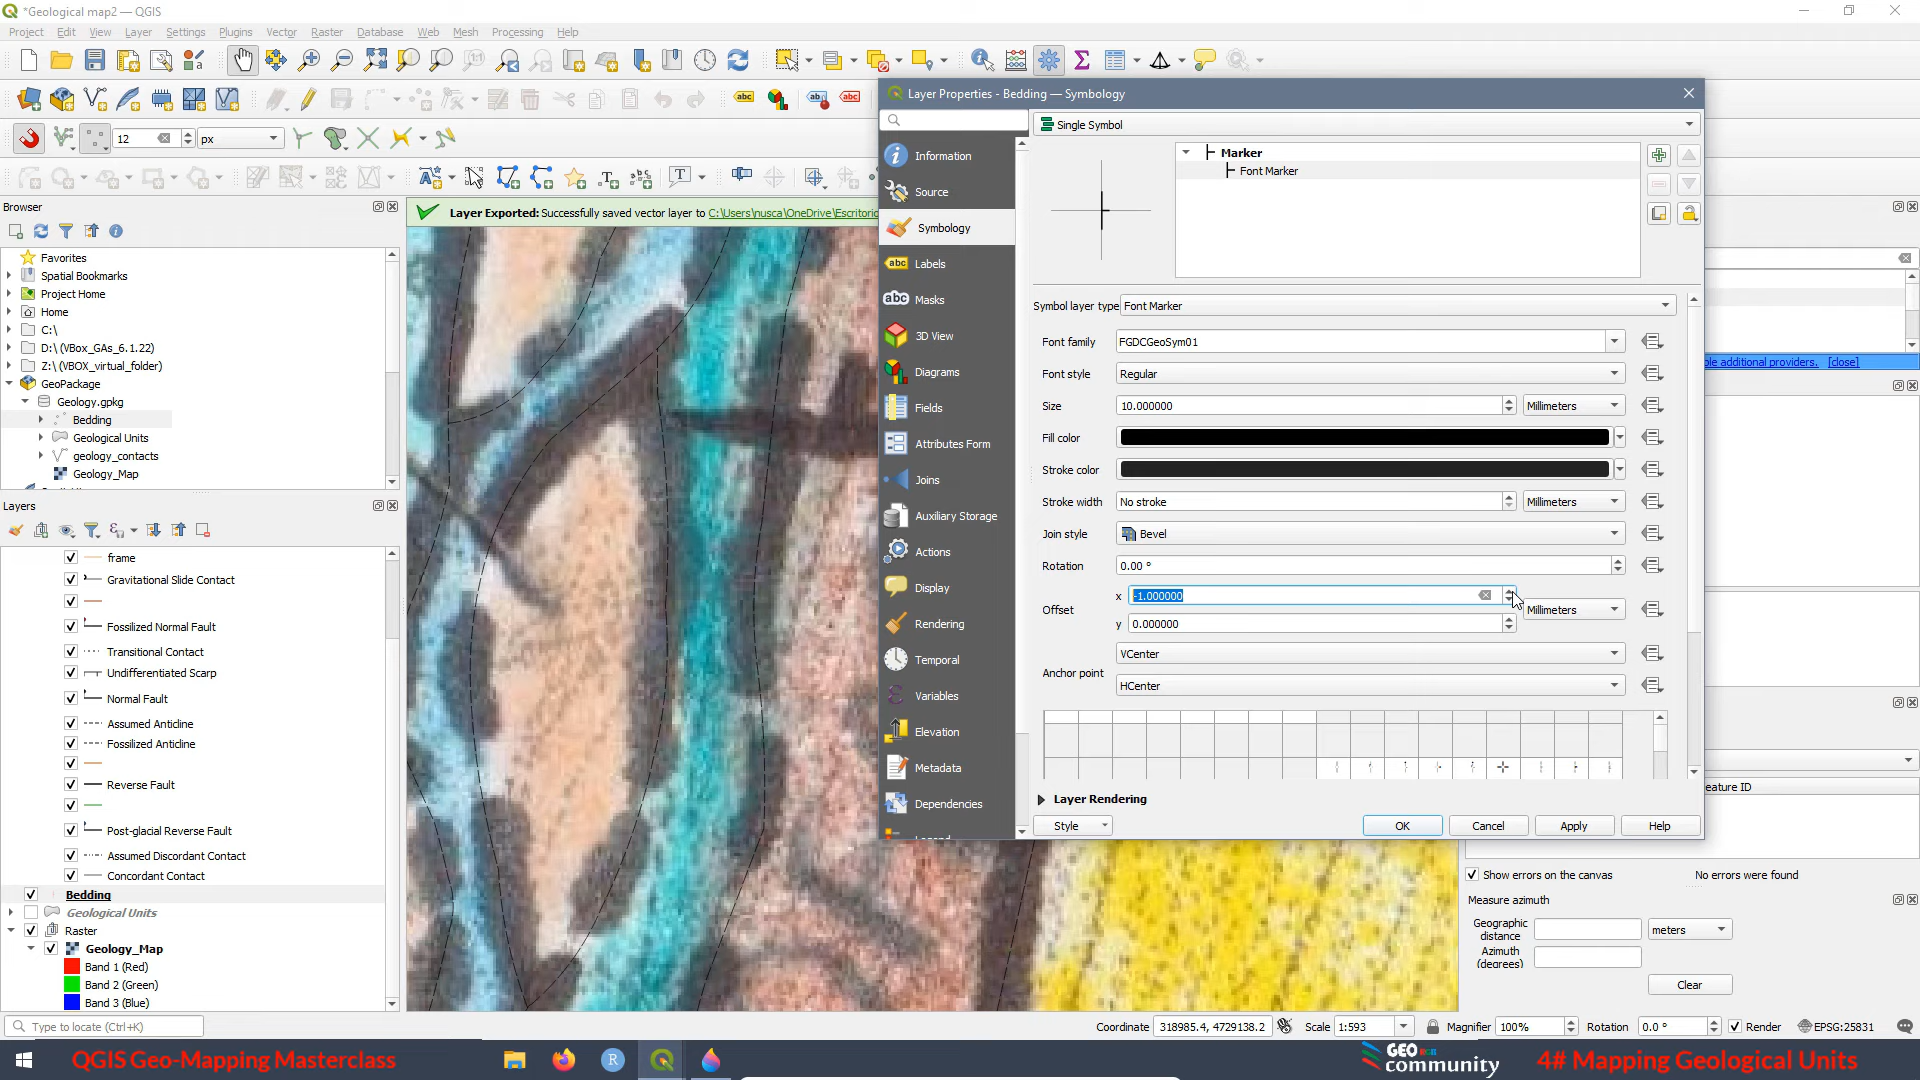 *Geological map2 — QGIS
Project Edit View Layer Settings Plugins Vector Raster Database Web Mesh Processing Help
12 px
Browser
Favorites
Spatial Bookmarks
Project Home
Home
C:\
D:\ (VBox_GAs_6.1.22)
Z:\ (VBOX_virtual_folder)
GeoPackage
Geology.gpkg
Bedding
Geological Units
geology_contacts
Geology_Map
Layers
frame
Gravitational Slide Contact
Fossilized Normal Fault
Transitional Contact
Undifferentiated Scarp
Normal Fault
Assumed Anticline
Fossilized Anticline
Reverse Fault
Post-glacial Reverse Fault
Assumed Discordant Contact
Concordant Contact
Bedding
Geological Units
Raster
Geology_Map
Band 1 (Red)
Band 2 (Green)
Band 3 (Blue)
Layer Exported: Successfully saved vector layer to C:\Users\nusca\OneDrive\Escritorio
Layer Properties - Bedding — Symbology
Information
Source
Symbology
Labels
Masks
3D View
Diagrams
Fields
Attributes Form
Joins
Auxiliary Storage
Actions
Display
Rendering
Temporal
Variables
Elevation
Metadata
Dependencies
Single Symbol
Marker
Font Marker
Symbol layer type Font Marker
Font family FGDCGeoSym01
Font style Regular
Size 10.000000 Millimeters
Fill color
Stroke color
Stroke width No stroke Millimeters
Join style Bevel
Rotation 0.00 °
Offset x -1.000000 Millimeters
y 0.000000
Anchor point VCenter
HCenter
Layer Rendering
Style OK Cancel Apply Help
ble additional providers. [close]
eature ID
Show errors on the canvas No errors were found
Measure azimuth
Geographic distance meters
Azimuth (degrees)
Clear
Type to locate (Ctrl+K)
Coordinate 318985.4, 4729138.2 Scale 1:593 Magnifier 100% Rotation 0.0 ° Render EPSG:25831
QGIS Geo-Mapping Masterclass
GEO community
4# Mapping Geological Units